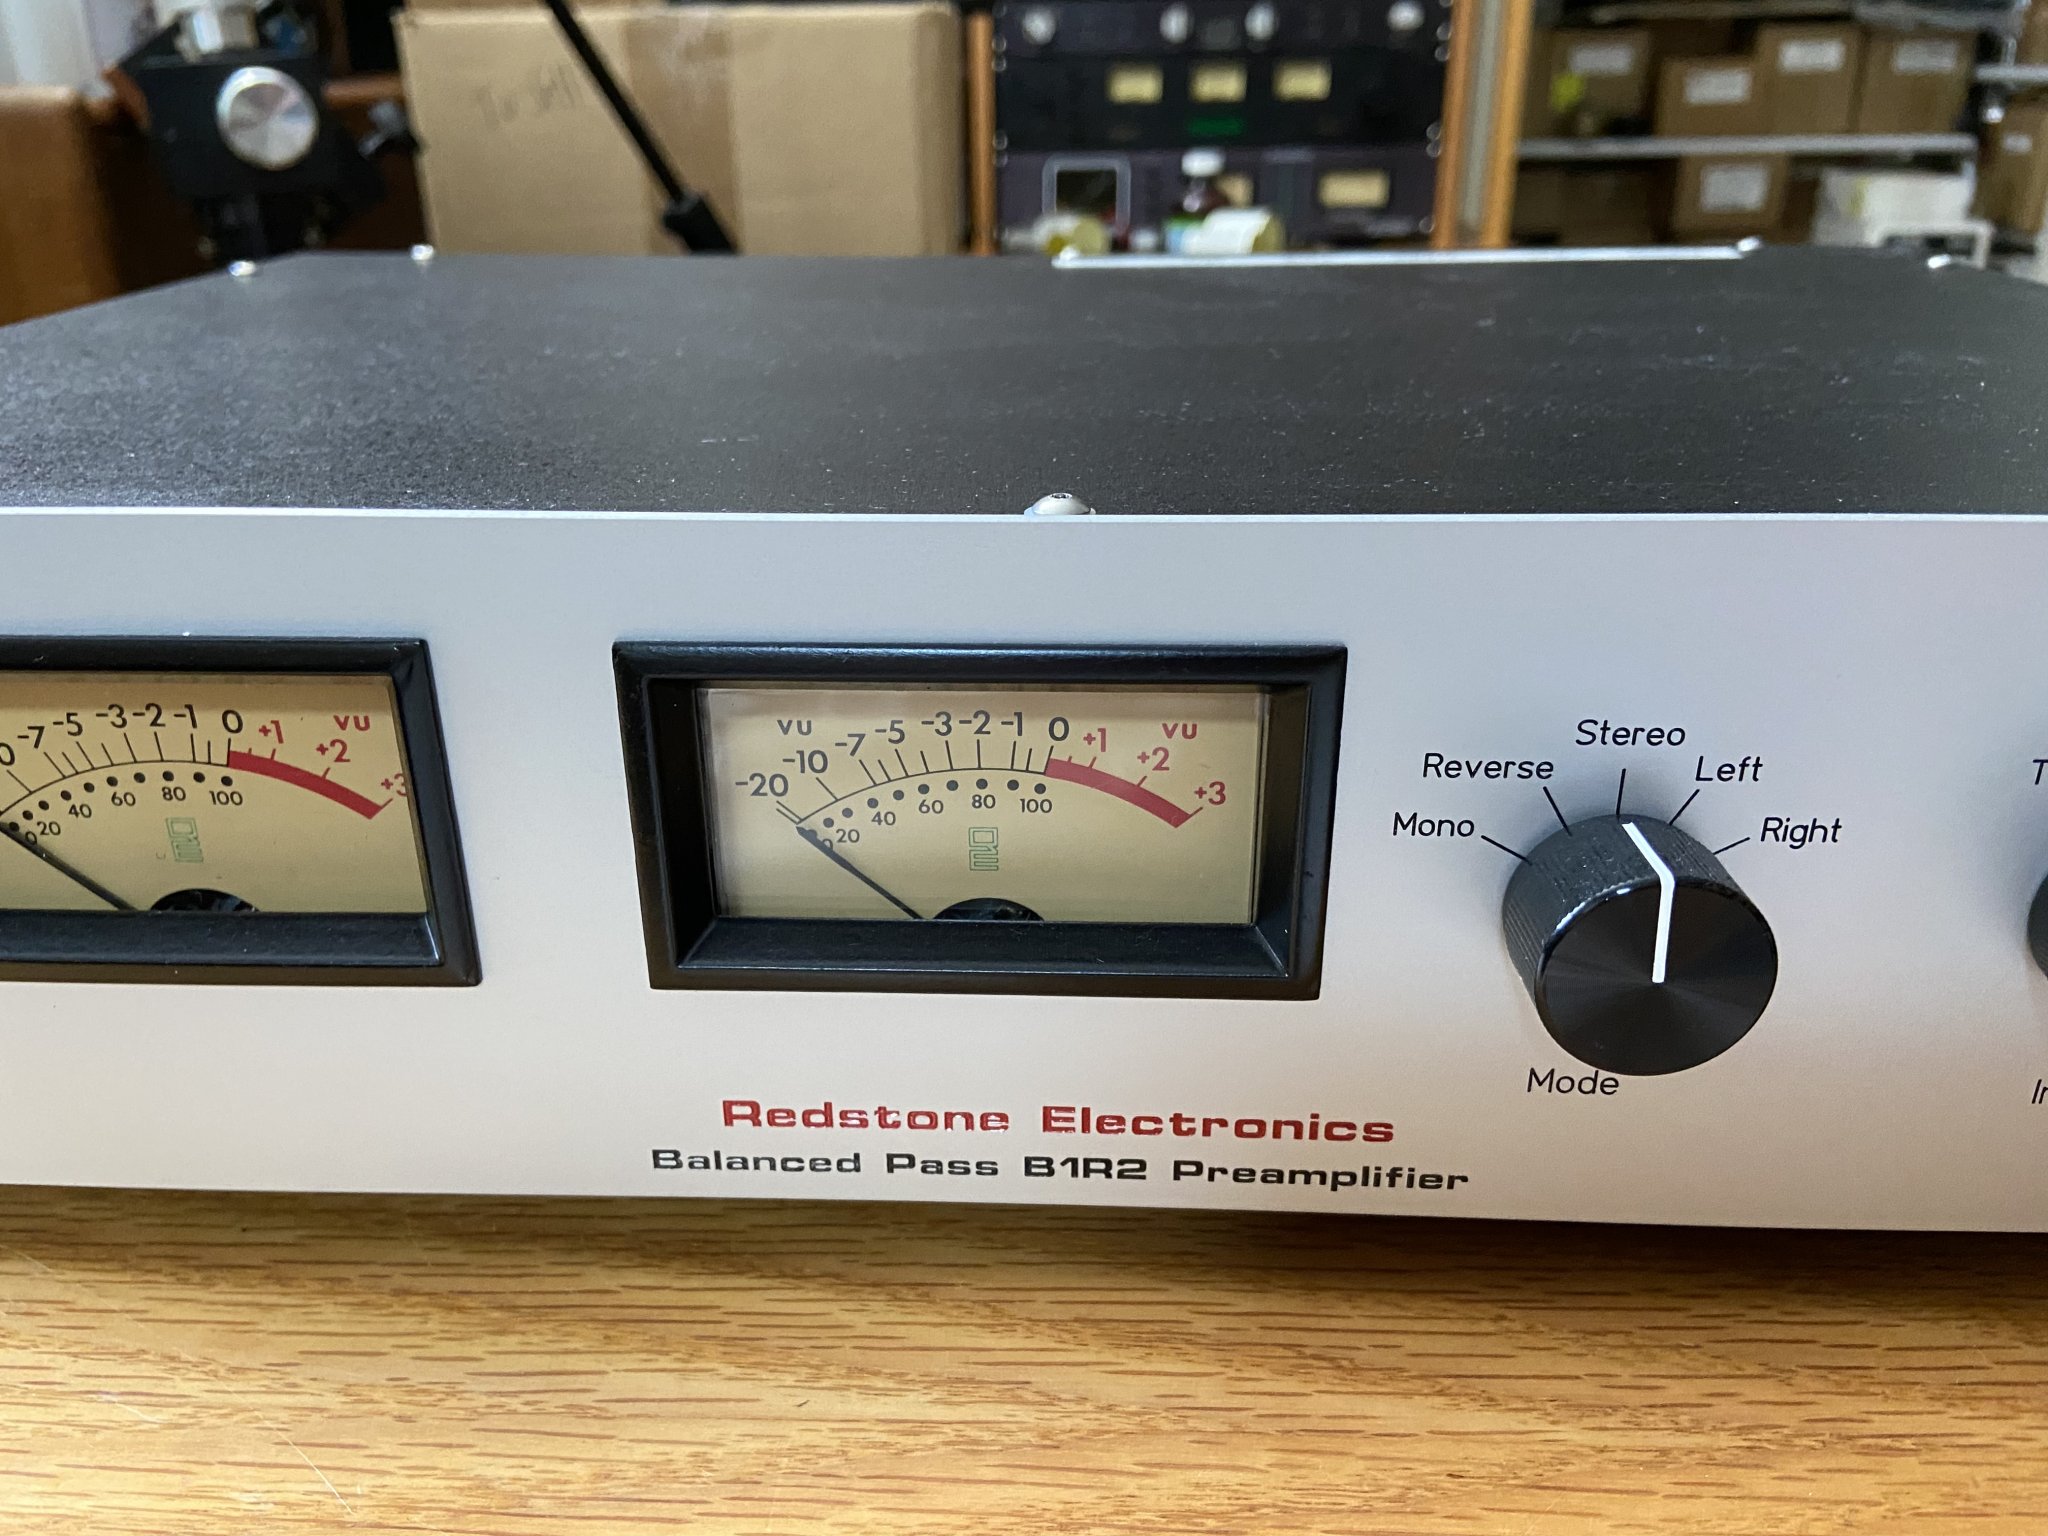 -7 -5 -3 -2 -1 0 +1 +2 +3 vu
20 40 60 80 100
vu -20 -10 -7 -5 -3 -2 -1 0 +1 +2 +3 vu
0 20 40 60 80 100
Stereo
Reverse Left
Mono Right
Mode
Redstone Electronics
Balanced Pass B1R2 Preamplifier